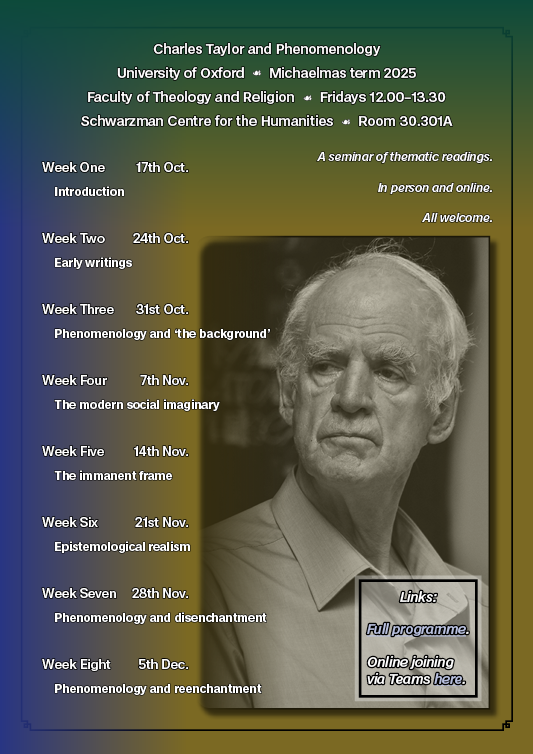 Charles Taylor and Phenomenology
University of Oxford ☙ Michaelmas term 2025
Faculty of Theology and Religion ☙ Fridays 12.00–13.30
Schwarzman Centre for the Humanities ☙ Room 30.301A
A seminar of thematic readings.
In person and online.
All welcome.
Week One 17th Oct.
Introduction
Week Two 24th Oct.
Early writings
Week Three 31st Oct.
Phenomenology and ‘the background’
Week Four 7th Nov.
The modern social imaginary
Week Five 14th Nov.
The immanent frame
Week Six 21st Nov.
Epistemological realism
Week Seven 28th Nov.
Phenomenology and disenchantment
Week Eight 5th Dec.
Phenomenology and reenchantment
Links:
Full programme.
Online joining
via Teams here.